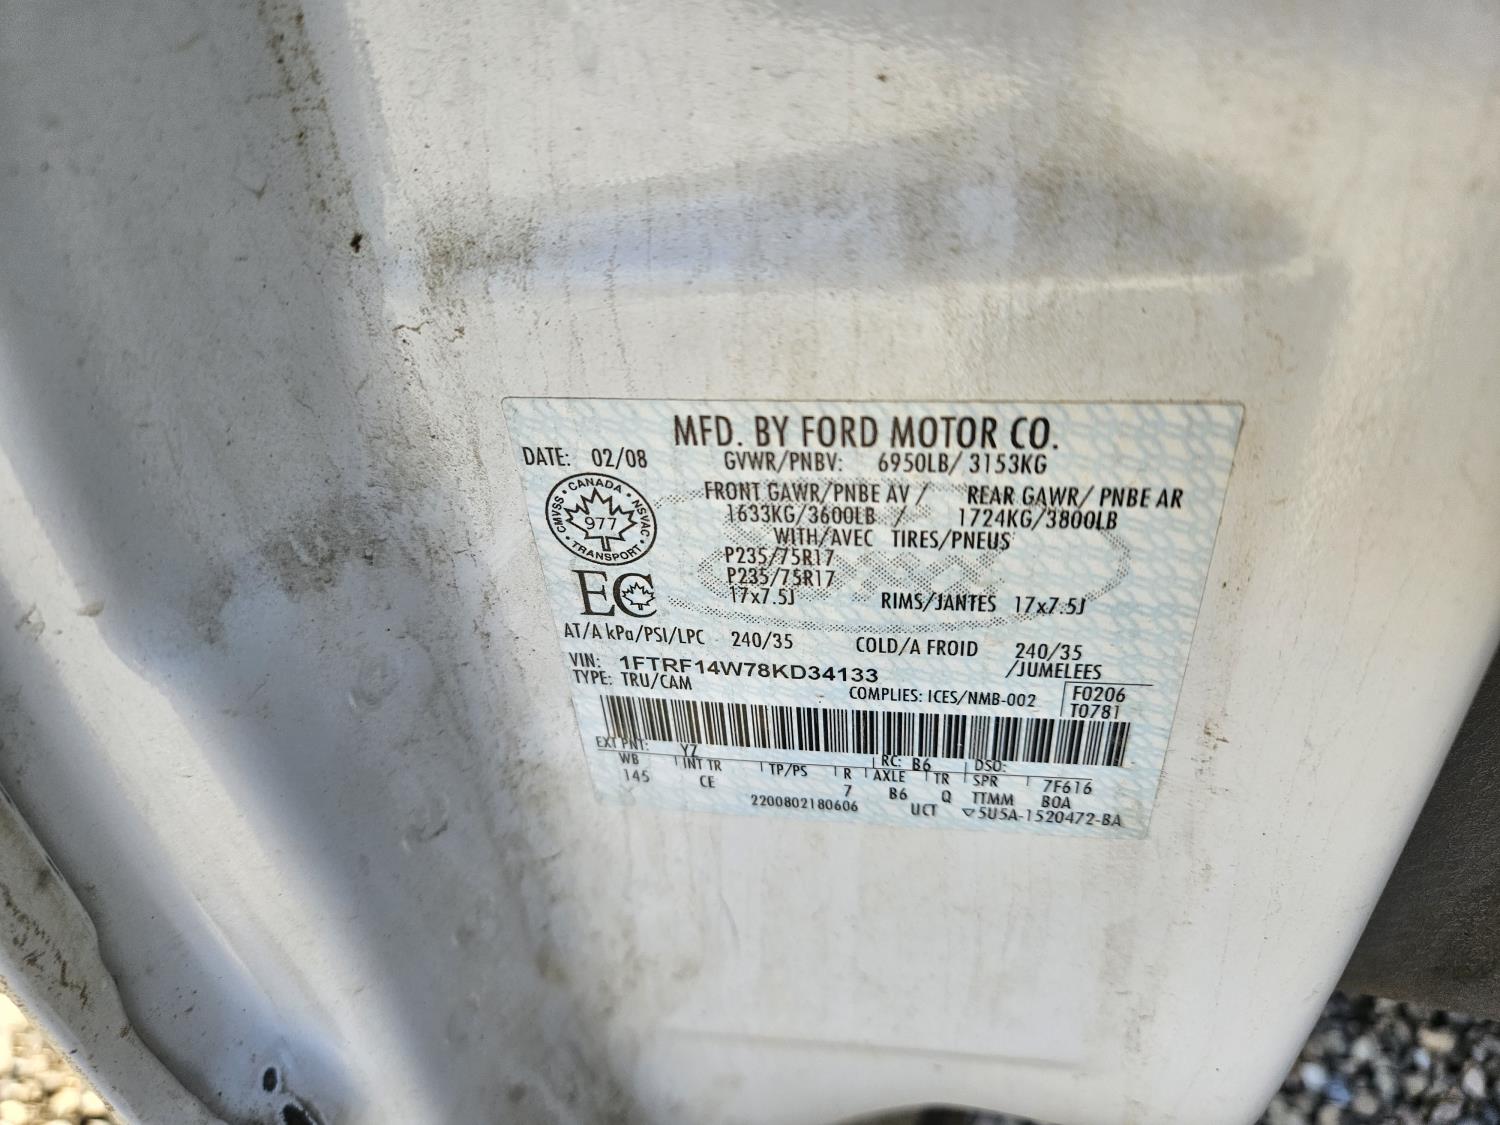 MFD. BY FORD MOTOR CO.
DATE: 02/08
GVWR/PNBV: 6950LB/ 3153KG
FRONT GAWR/PNBE AV / REAR GAWR/ PNBE AR
1633KG/3600LB / 1724KG/3800LB
WITH/AVEC TIRES/PNEUS
P235/75R17
P235/75R17
17x7.5J RIMS/JANTES 17x7.5J
CANADA
CMVSS 977 NSVAC
TRANSPORT
EC
AT/A kPa/PSI/LPC 240/35 COLD/A FROID 240/35
/JUMELEES
VIN: 1FTRF14W78KD34133
TYPE: TRU/CAM COMPLIES: ICES/NMB-002
F0206
T0781
EXT PNT: YZ RC: B6 DSO:
WB INT TR TP/PS R AXLE TR SPR 7F616
145 CE 7 B6 Q TTMM BOA
2200802180606 UCT ▽5U5A-1520472-BA